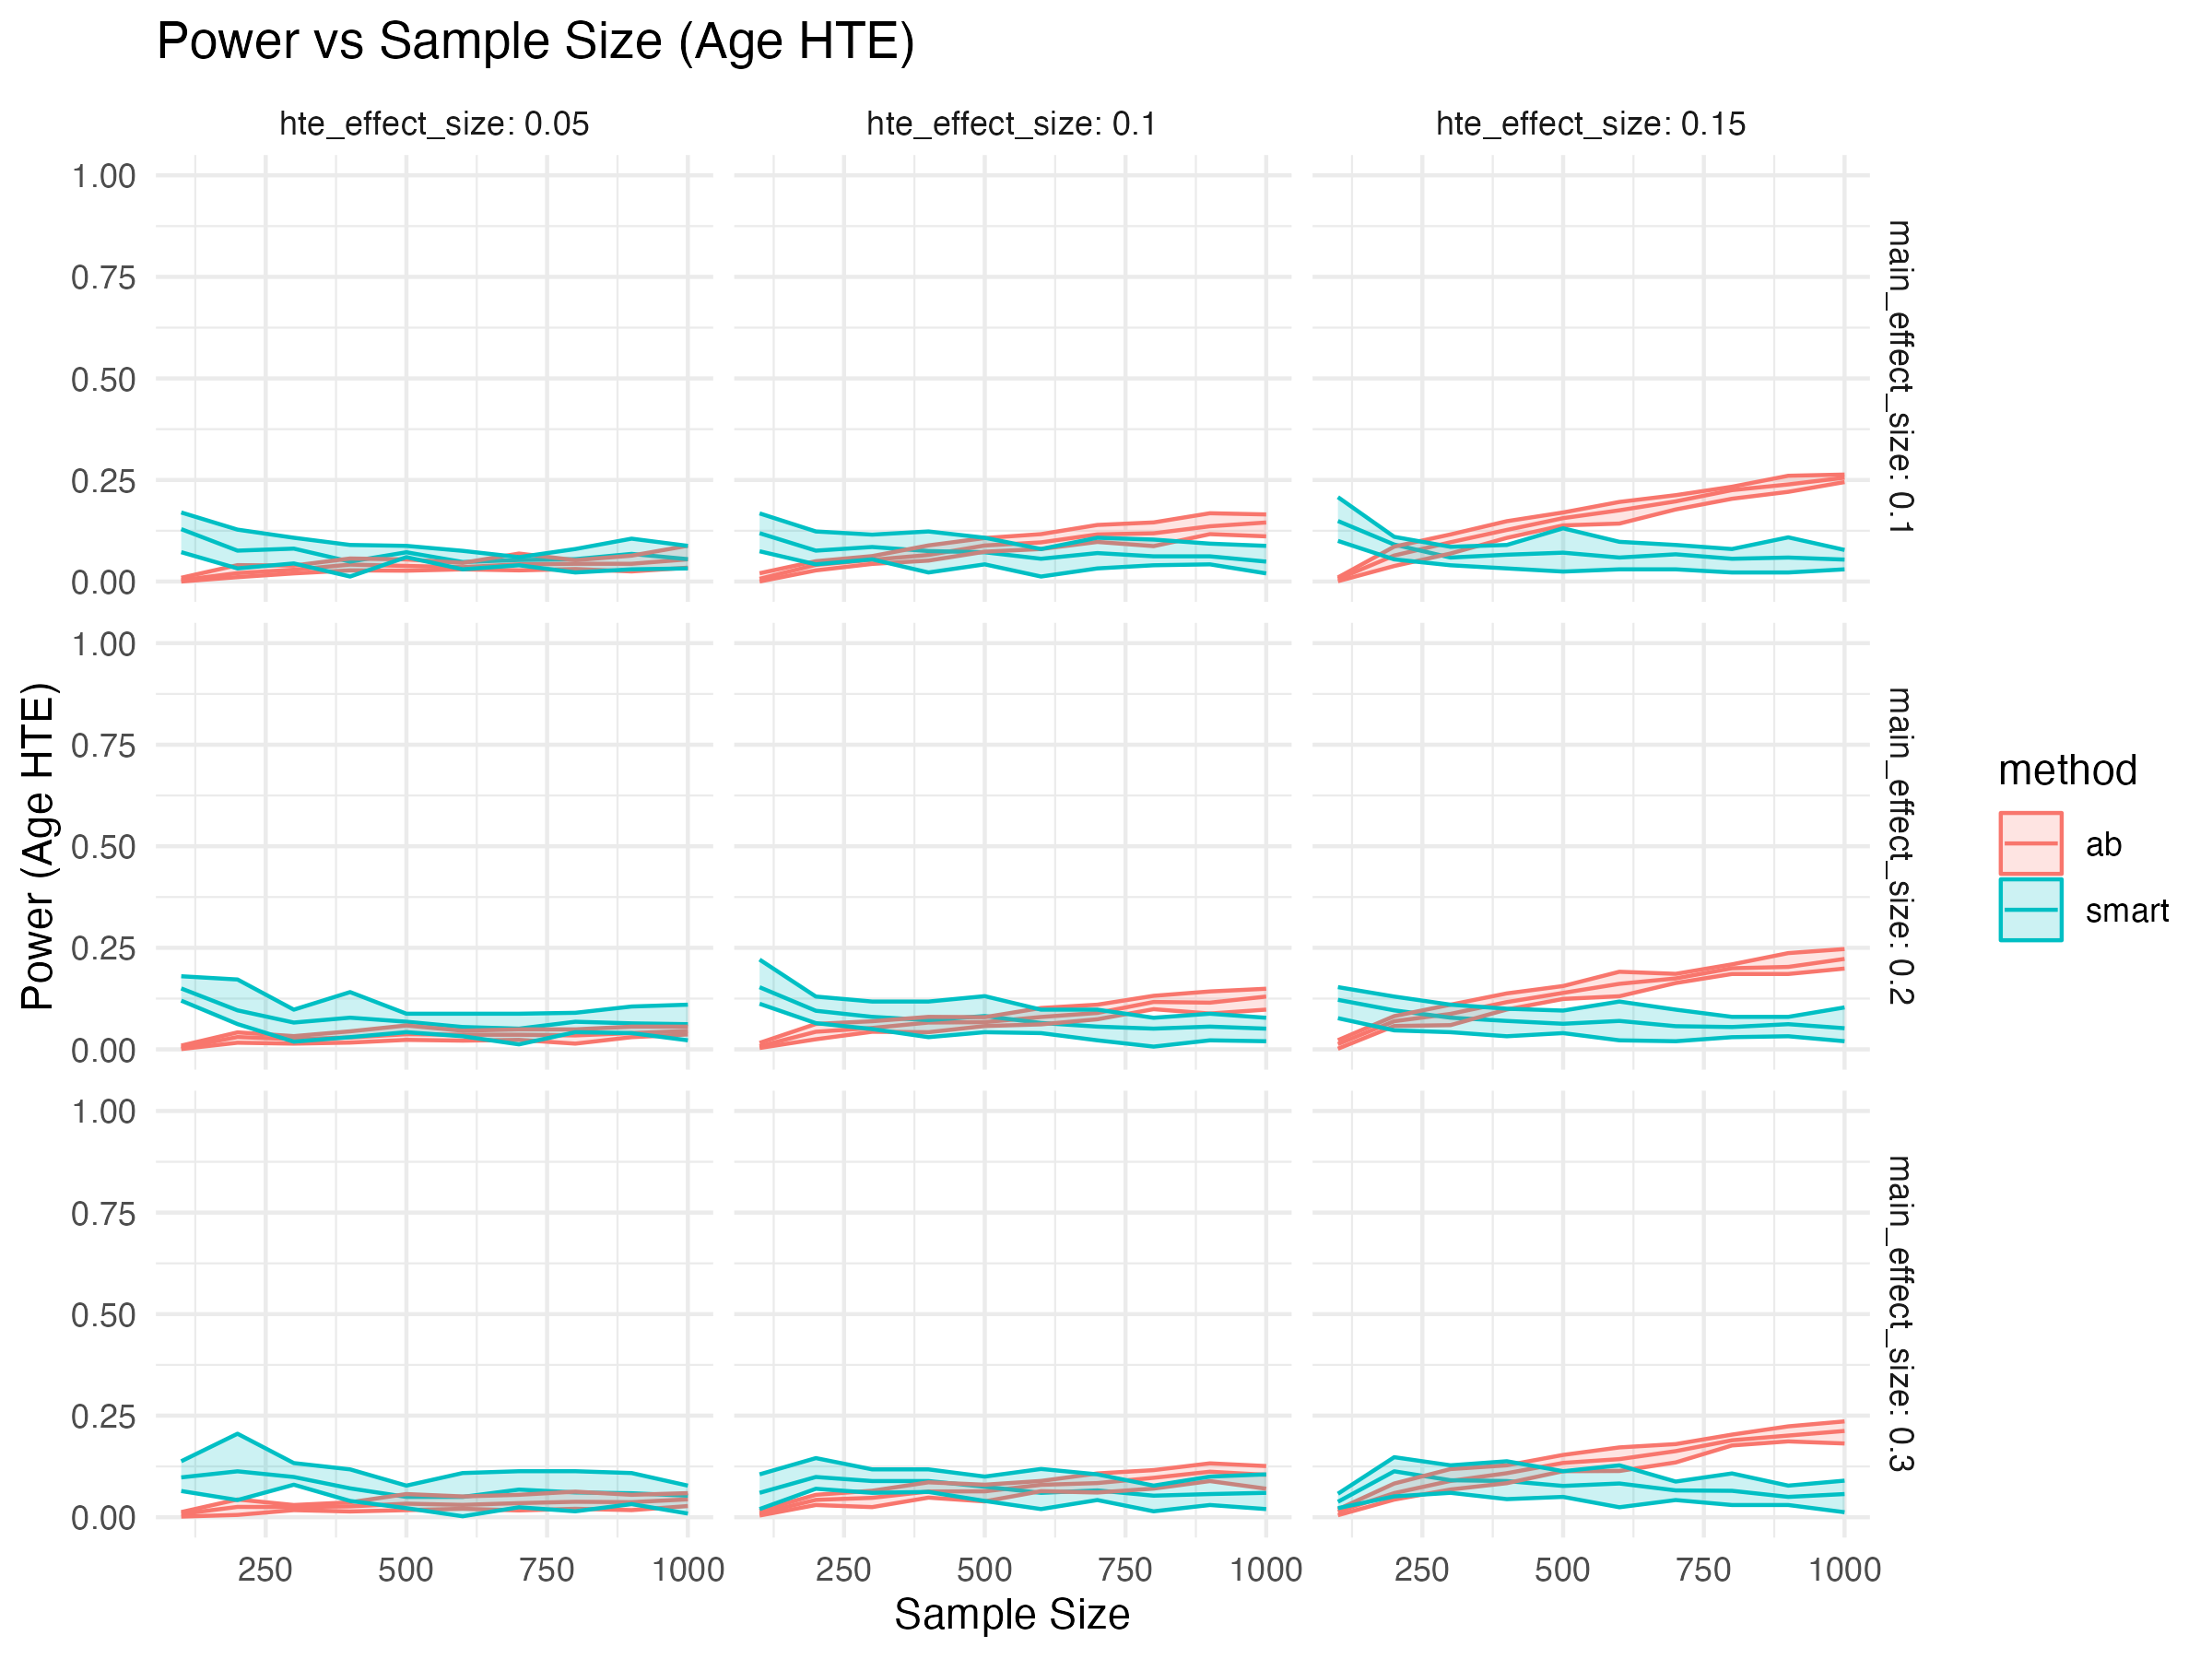 Power vs Sample Size (Age HTE)
hte_effect_size: 0.05
hte_effect_size: 0.1
hte_effect_size: 0.15
1.00
0.75
0.50
0.25
0.00
main_effect_size: 0.1
1.00
0.75
0.50
0.25
0.00
main_effect_size: 0.2
1.00
0.75
0.50
0.25
0.00
main_effect_size: 0.3
Power (Age HTE)
250 500 750 1000
250 500 750 1000
250 500 750 1000
Sample Size
method
ab
smart